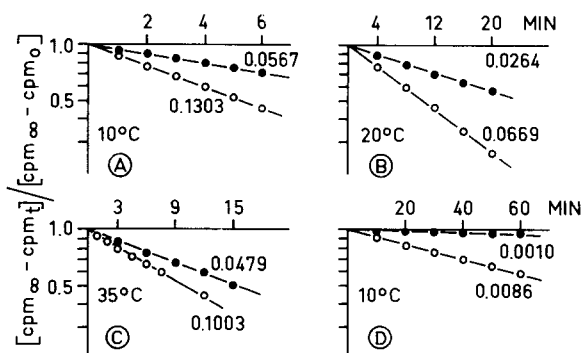 2 4 6
1.0
0.5
0.0567
0.1303
10°C
A
4 12 20 MIN
0.0264
0.0669
20°C
B
3 9 15
1.0
0.5
0.0479
0.1003
35°C
C
20 40 60 MIN
0.0010
0.0086
10°C
D
[cpm ∞ – cpm t] / [cpm ∞ – cpm o]